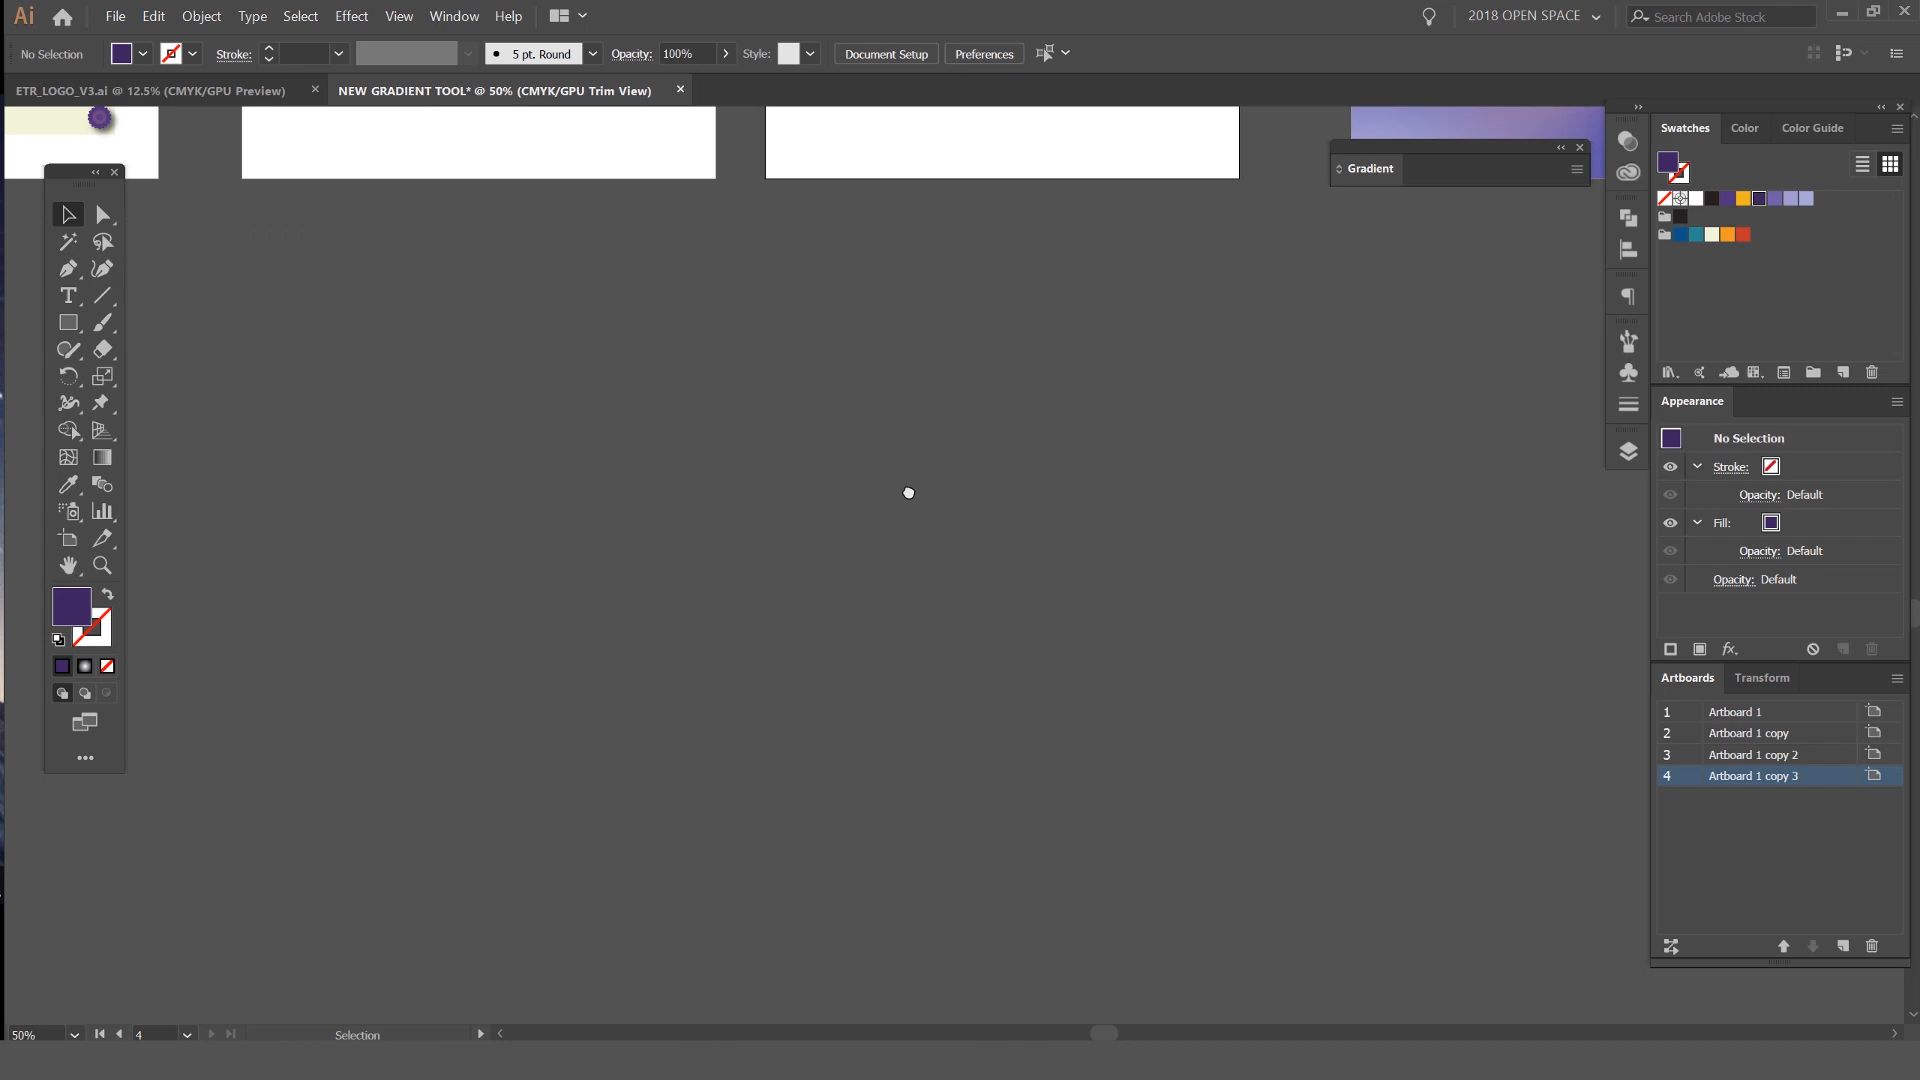 Ai File Edit Object Type Select Effect View Window Help 2018 OPEN SPACE Search Adobe Stock
No Selection Stroke: 5 pt. Round Opacity: 100% Style: Document Setup Preferences
ETR_LOGO_V3.ai @ 12.5% (CMYK/GPU Preview) NEW GRADIENT TOOL* @ 50% (CMYK/GPU Trim View)
Swatches Color Color Guide
Gradient
Appearance
No Selection
Stroke:
Opacity: Default
Fill:
Opacity: Default
Opacity: Default
fx
Artboards Transform
1 Artboard 1
2 Artboard 1 copy
3 Artboard 1 copy 2
4 Artboard 1 copy 3
50% 4 Selection